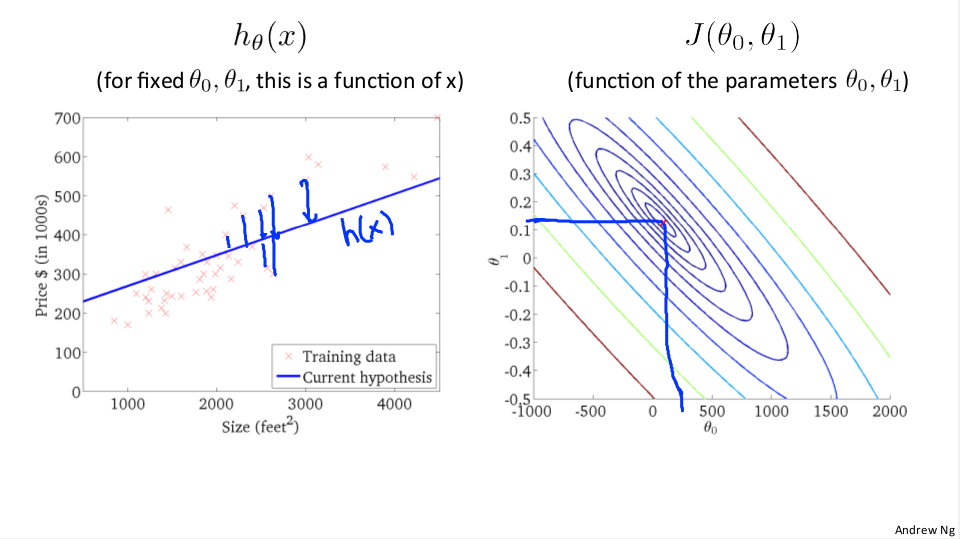 h_θ(x)
(for fixed θ₀, θ₁, this is a function of x)
700
600
500
400
300
200
100
0
Price $ (in 1000s)
h(x)
Training data
Current hypothesis
1000 2000 3000 4000
Size (feet²)
J(θ₀, θ₁)
(function of the parameters θ₀, θ₁)
0.5
0.4
0.3
0.2
0.1
0
-0.1
-0.2
-0.3
-0.4
-0.5
θ₁
-1000 -500 0 500 1000 1500 2000
θ₀
Andrew Ng